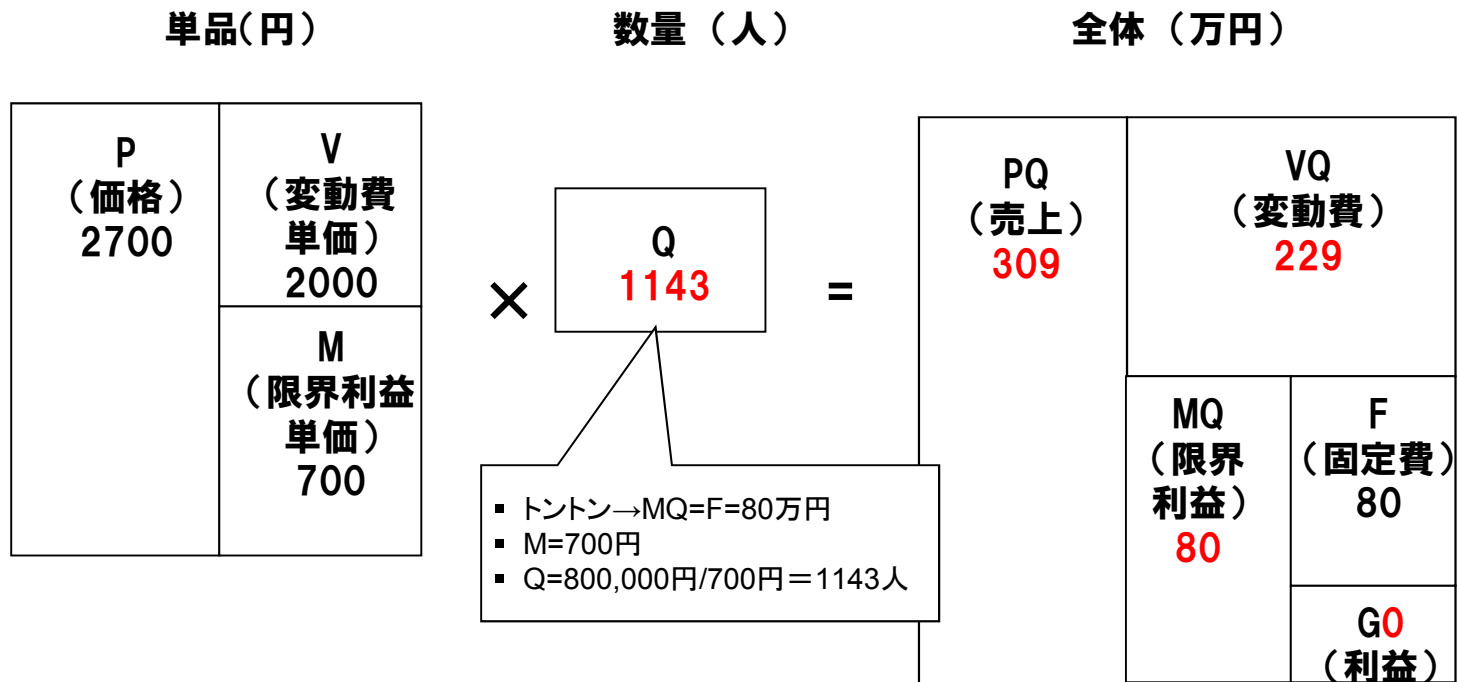 単品(円)
数量（人）
全体（万円）
P
（価格）
2700
V
（変動費
単価）
2000
M
（限界利益
単価）
700
×
Q
1143
=
▪ トントン→MQ=F=80万円
▪ M=700円
▪ Q=800,000円/700円＝1143人
PQ
（売上）
309
VQ
（変動費）
229
MQ
（限界
利益）
80
F
（固定費）
80
G0
（利益）